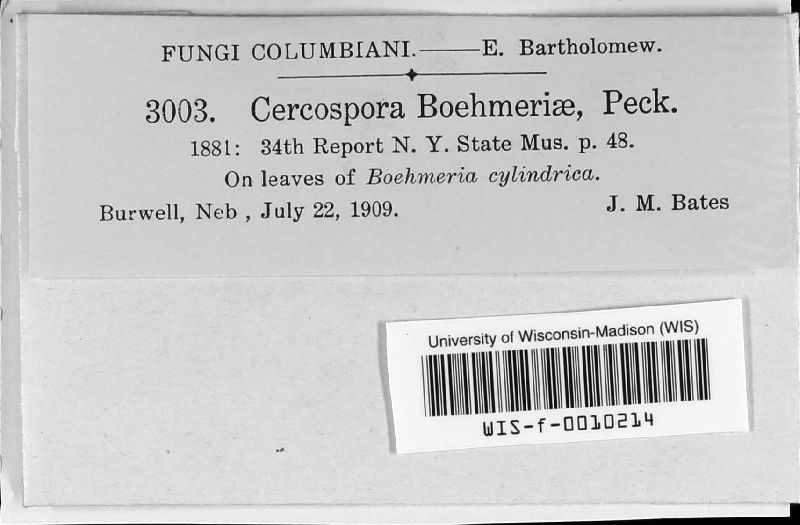 FUNGI COLUMBIANI.——E. Bartholomew.
3003. Cercospora Boehmeriæ, Peck.
1881: 34th Report N. Y. State Mus. p. 48.
On leaves of Boehmeria cylindrica.
Burwell, Neb , July 22, 1909. J. M. Bates
University of Wisconsin-Madison (WIS)
WIS-f-0010214